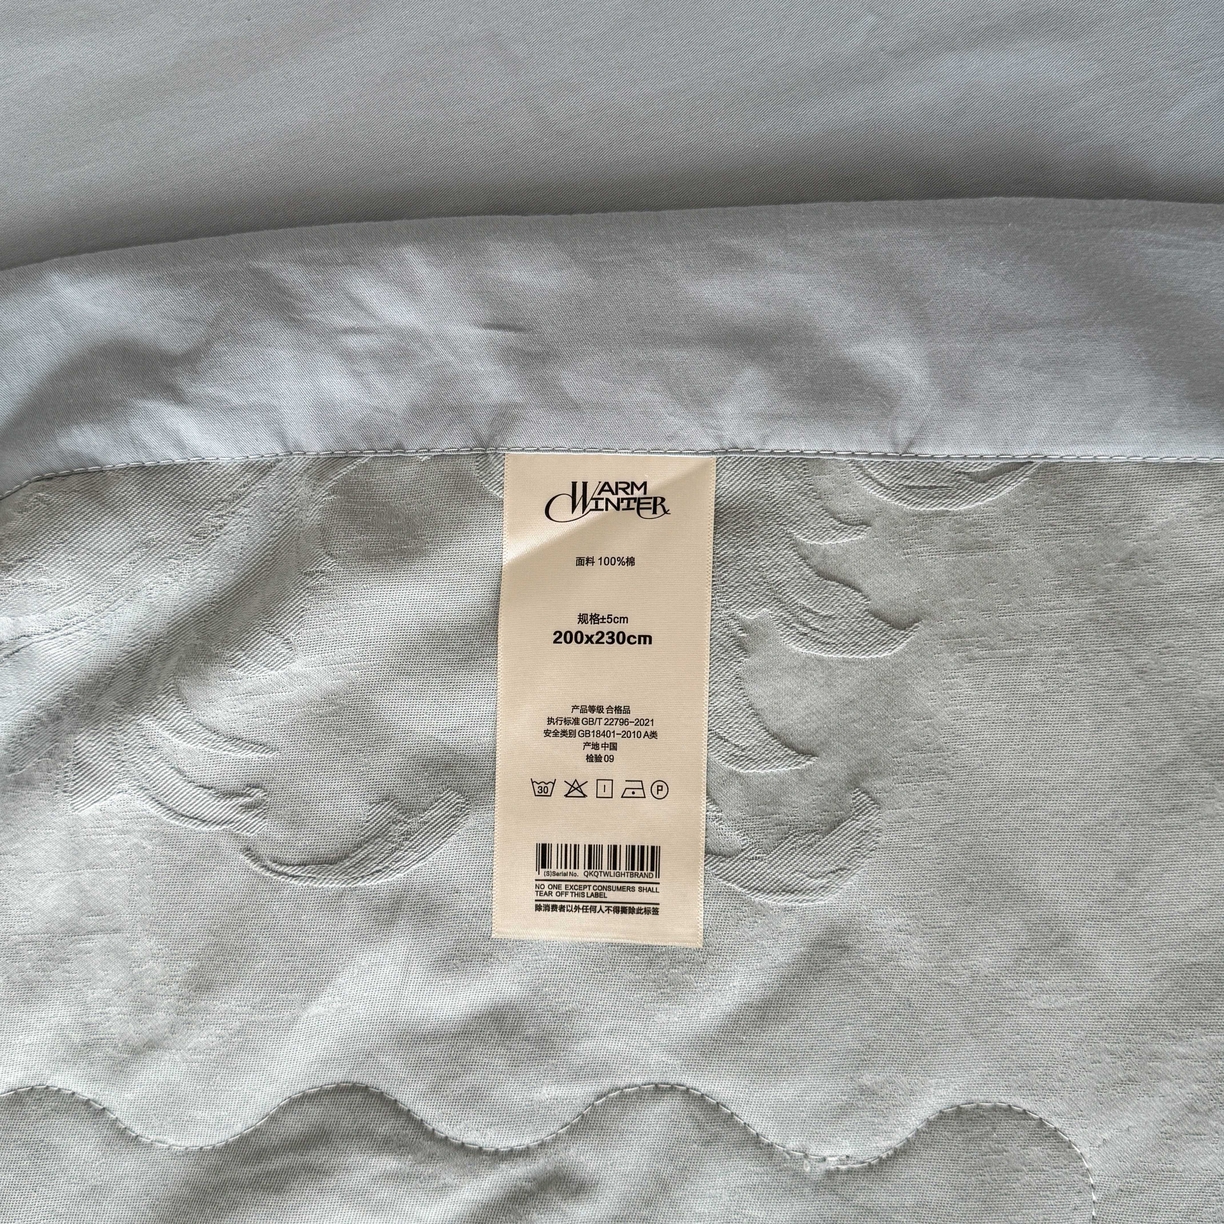 WARM
WINTER
面料 100%棉
规格±5cm
200x230cm
产品等级 合格品
执行标准 GB/T 22796-2021
安全类别 GB18401-2010 A类
产地 中国
检验 09
30
P
(S)Serial No. QKQTWLIGHTBRAND
NO ONE EXCEPT CONSUMERS SHALL
TEAR OFF THIS LABEL
除消费者以外任何人不得撕除此标签